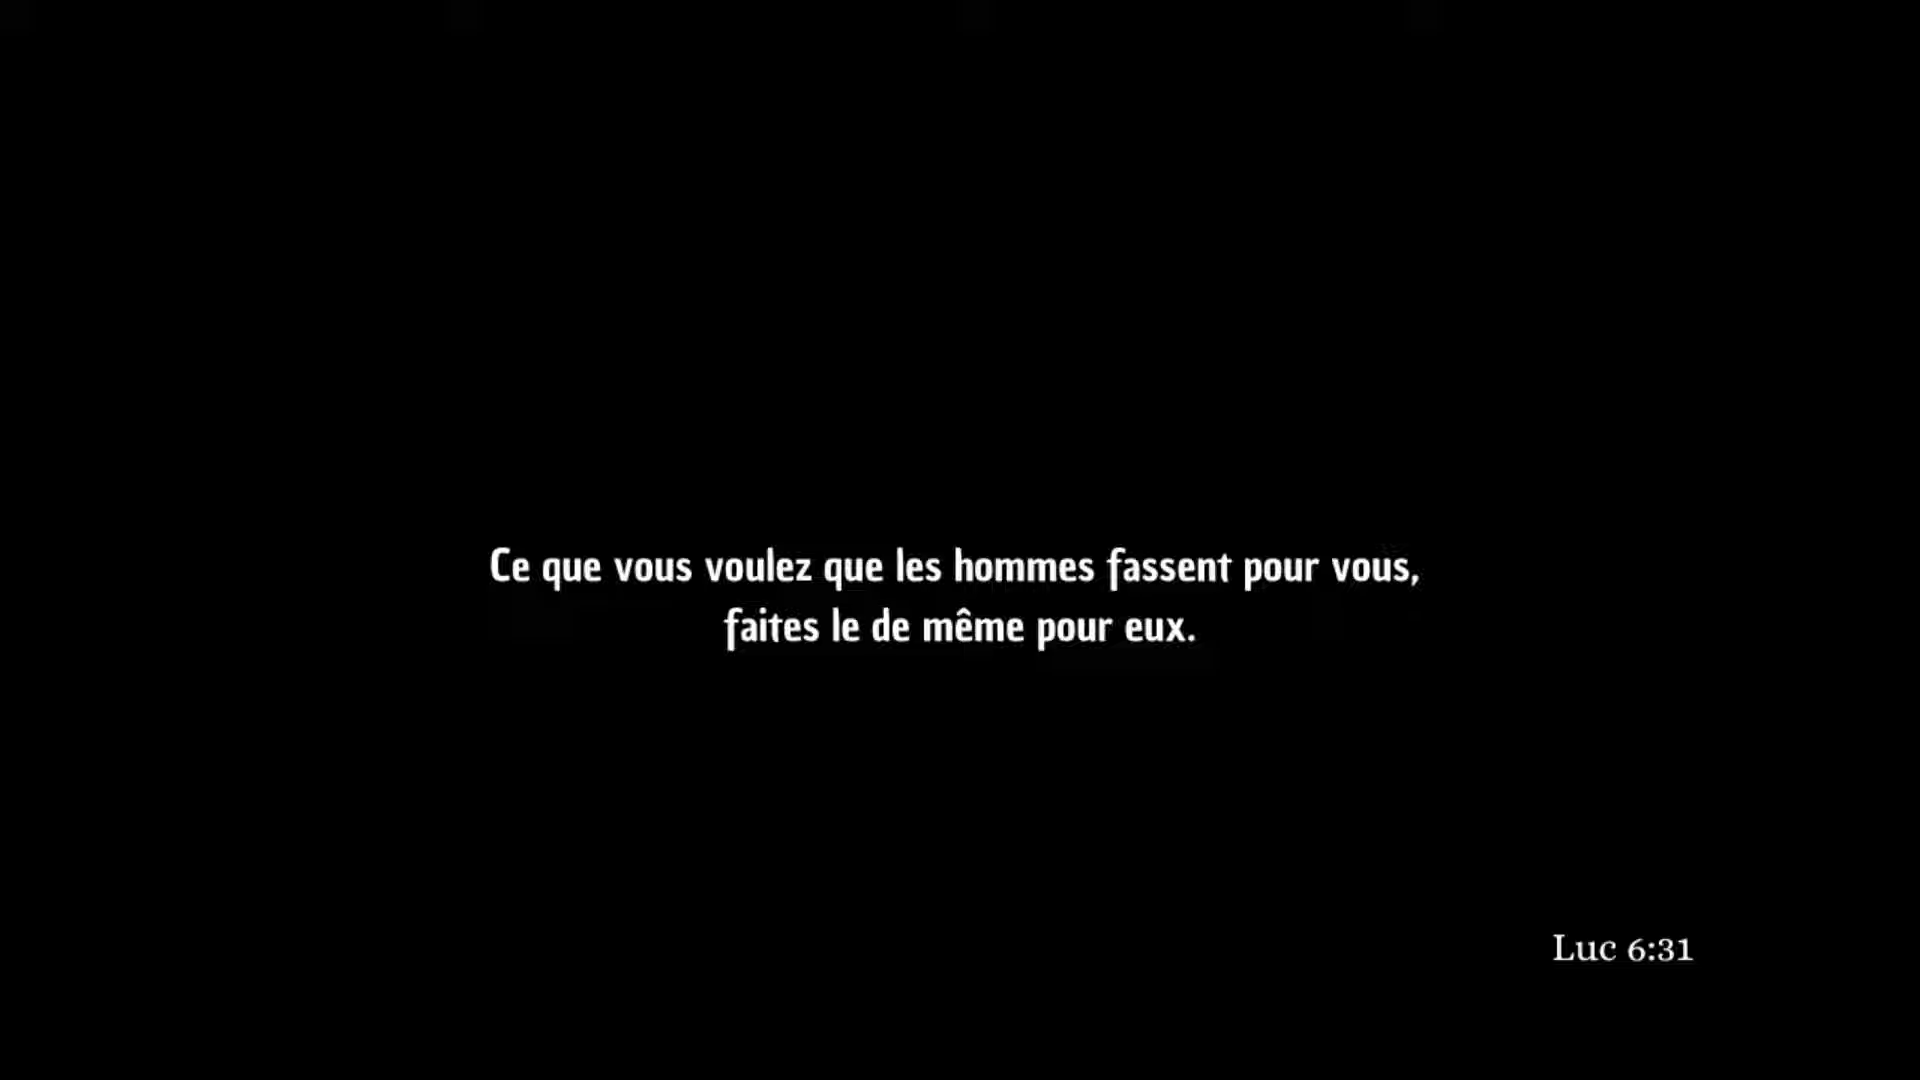 Ce que vous voulez que les hommes fassent pour vous,
faites le de même pour eux.
Luc 6:31